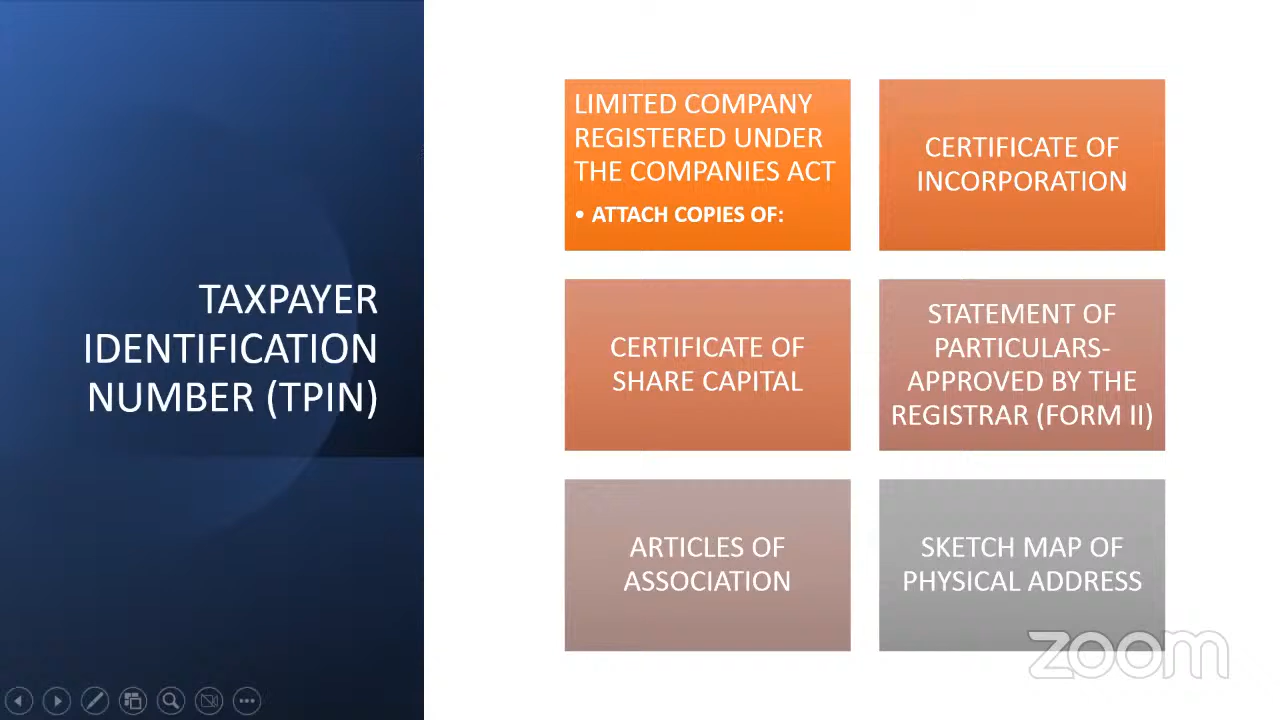 TAXPAYER
IDENTIFICATION
NUMBER (TPIN)
LIMITED COMPANY
REGISTERED UNDER
THE COMPANIES ACT
• ATTACH COPIES OF:
CERTIFICATE OF
INCORPORATION
CERTIFICATE OF
SHARE CAPITAL
STATEMENT OF
PARTICULARS-
APPROVED BY THE
REGISTRAR (FORM II)
ARTICLES OF
ASSOCIATION
SKETCH MAP OF
PHYSICAL ADDRESS
zoom